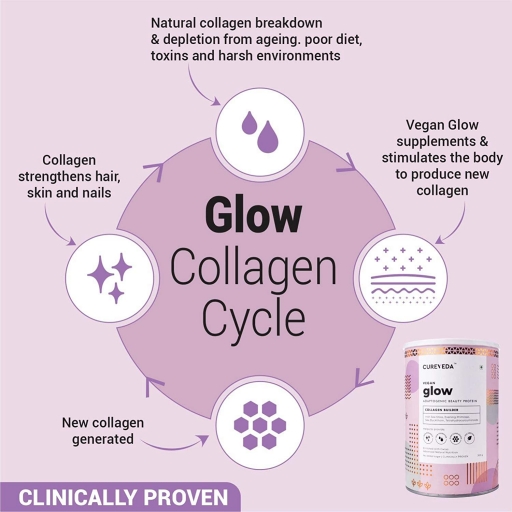 Natural collagen breakdown
& depletion from ageing. poor diet,
toxins and harsh environments
Vegan Glow
supplements &
stimulates the body
to produce new
collagen
Collagen
strengthens hair,
skin and nails
Glow
Collagen
Cycle
New collagen
generated
CUREVEDA™
VEGAN
glow
COLLAGEN BUILDER
CLINICALLY PROVEN